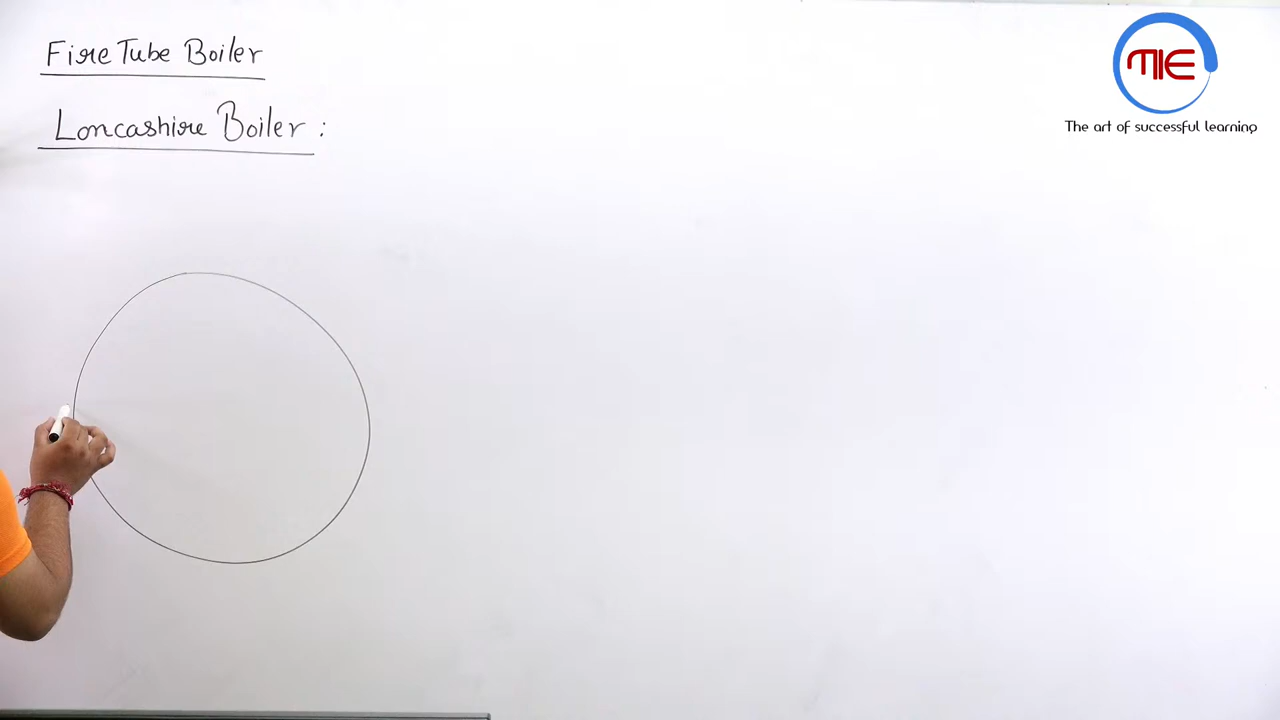 Fire Tube Boiler
Loncashire Boiler :
MIE
The art of successful learning